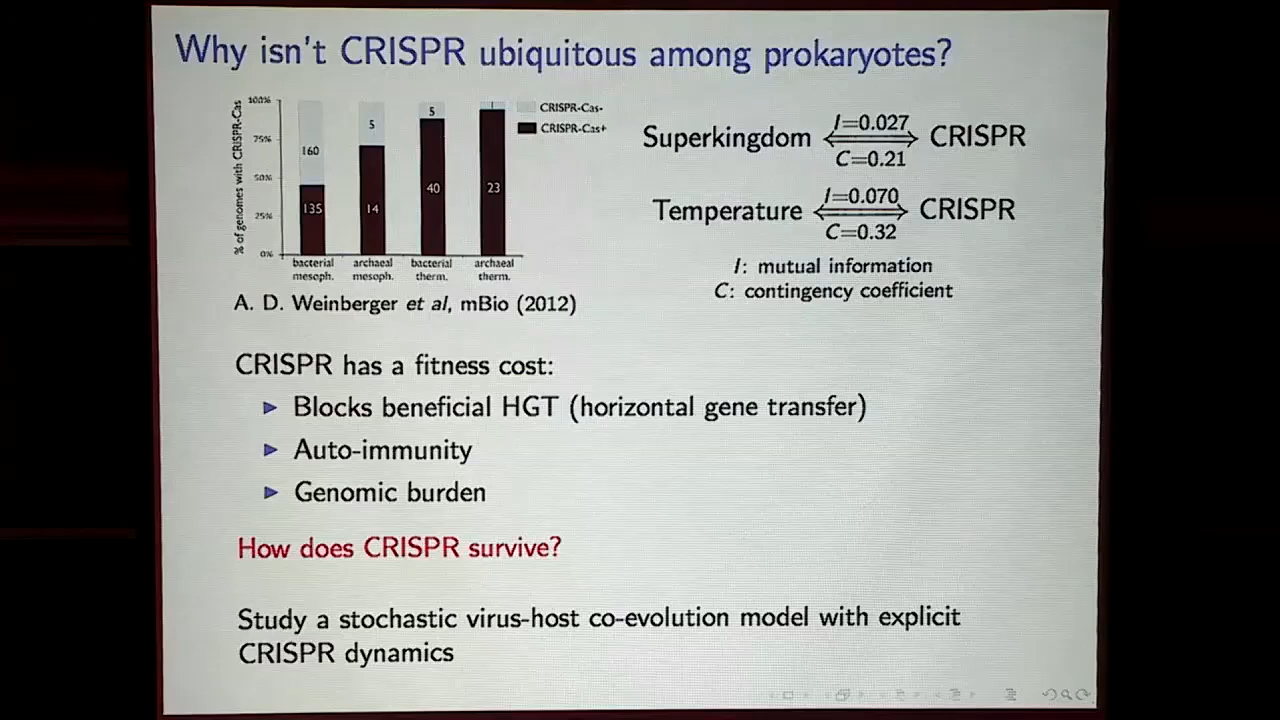 Why isn't CRISPR ubiquitous among prokaryotes?
% of genomes with CRISPR-Cas
100%
75%
50%
25%
0%
160
135
5
14
5
40
1
23
bacterial mesoph.
archaeal mesoph.
bacterial therm.
archaeal therm.
CRISPR-Cas-
CRISPR-Cas+
A. D. Weinberger et al, mBio (2012)
Superkingdom I=0.027 CRISPR
C=0.21
Temperature I=0.070 CRISPR
C=0.32
I: mutual information
C: contingency coefficient
CRISPR has a fitness cost:
Blocks beneficial HGT (horizontal gene transfer)
Auto-immunity
Genomic burden
How does CRISPR survive?
Study a stochastic virus-host co-evolution model with explicit
CRISPR dynamics